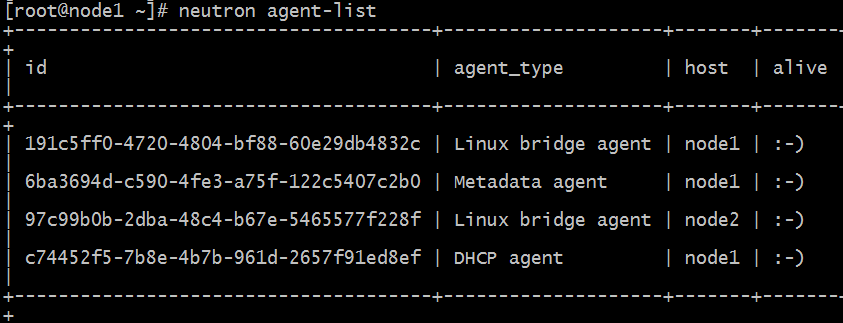 [root@node1 ~]# neutron agent-list
+--------------------------------------+--------------------+-------+-------
+
| id                                   | agent_type         | host  | alive
|
+--------------------------------------+--------------------+-------+-------
+
| 191c5ff0-4720-4804-bf88-60e29db4832c | Linux bridge agent | node1 | :-)
|
| 6ba3694d-c590-4fe3-a75f-122c5407c2b0 | Metadata agent     | node1 | :-)
|
| 97c99b0b-2dba-48c4-b67e-5465577f228f | Linux bridge agent | node2 | :-)
|
| c74452f5-7b8e-4b7b-961d-2657f91ed8ef | DHCP agent         | node1 | :-)
|
+--------------------------------------+--------------------+-------+-------
+